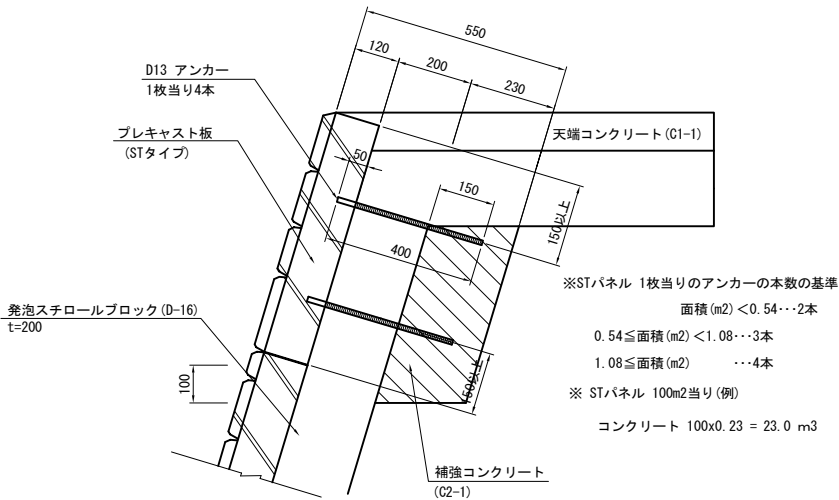 550
120
200
230
D13 アンカー
1枚当り4本
プレキャスト板
(STタイプ)
天端コンクリート(C1-1)
50
150
150以上
400
※STパネル 1枚当りのアンカーの本数の基準
面積(m2)<0.54・・・2本
0.54≦面積(m2)<1.08・・・3本
1.08≦面積(m2) ・・・4本
※ STパネル 100m2当り(例)
コンクリート 100x0.23 = 23.0 m3
発泡スチロールブロック(D-16)
t=200
100
150以上
補強コンクリート
(C2-1)